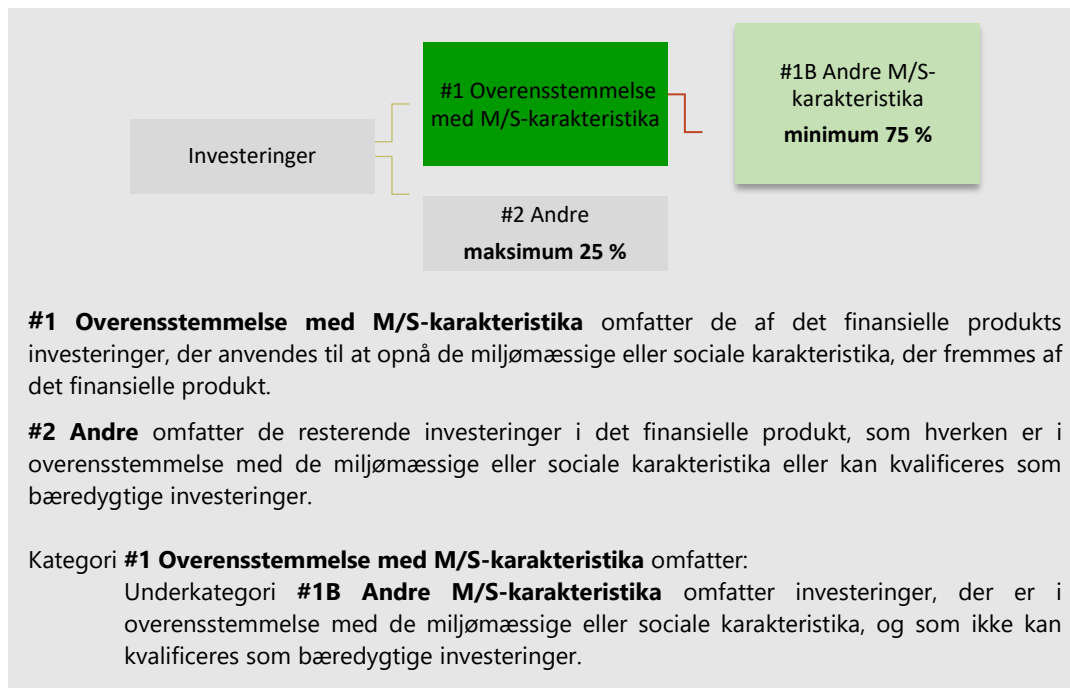 Investeringer
#1 Overensstemmelse
med M/S-karakteristika
#2 Andre
maksimum 25 %
#1B Andre M/S-
karakteristika
minimum 75 %
#1 Overensstemmelse med M/S-karakteristika omfatter de af det finansielle produkts
investeringer, der anvendes til at opnå de miljømæssige eller sociale karakteristika, der fremmes af
det finansielle produkt.
#2 Andre omfatter de resterende investeringer i det finansielle produkt, som hverken er i
overensstemmelse med de miljømæssige eller sociale karakteristika eller kan kvalificeres som
bæredygtige investeringer.
Kategori #1 Overensstemmelse med M/S-karakteristika omfatter:
Underkategori #1B Andre M/S-karakteristika omfatter investeringer, der er i
overensstemmelse med de miljømæssige eller sociale karakteristika, og som ikke kan
kvalificeres som bæredygtige investeringer.